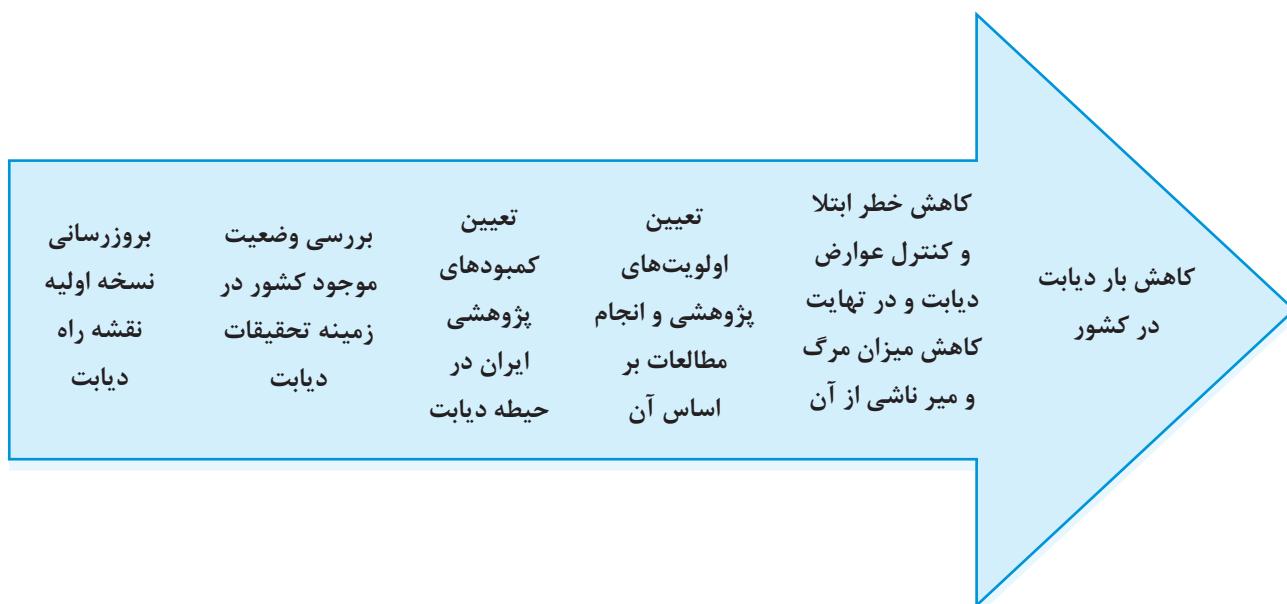 بروزرسانی
نسخه اولیه
نقشه راه
دیابت
بررسی وضعیت
موجود کشور در
زمینه تحقیقات
دیابت
تعیین
کمبودهای
پژوهشی
ایران در
حیطه دیابت
تعیین
اولویت‌های
پژوهشی و انجام
مطالعات بر
اساس آن
کاهش خطر ابتلا
و کنترل عوارض
دیابت و در تهایت
کاهش میزان مرگ
و میر ناشی از آن
کاهش بار دیابت
در کشور